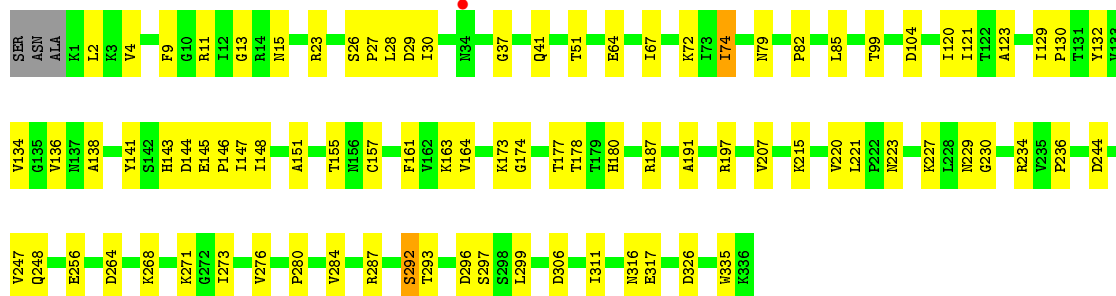 SER ASN ALA K1 L2 K3 V4 F9 G10 R11 I12 G13 R14 N15 R23 S26 P27 L28 D29 I30 N34 G37 Q41 T51 E64 I67 K72 I73 I74 N79 P82 L85 T99 D104 I120 I121 T122 A123 I129 P130 T131 Y132 V133
V134 G135 V136 N137 A138 Y141 S142 H143 D144 E145 P146 I147 I148 A151 T155 N156 C157 F161 V162 K163 V164 K173 G174 T177 T178 T179 H180 R187 A191 R197 V207 K215 V220 L221 P222 N223 K227 L228 N229 G230 R234 V235 P236 D244
V247 Q248 E256 D264 K268 K271 G272 I273 V276 P280 V284 R287 S292 T293 D296 S297 S298 L299 D306 I311 N316 E317 D326 W335 K336